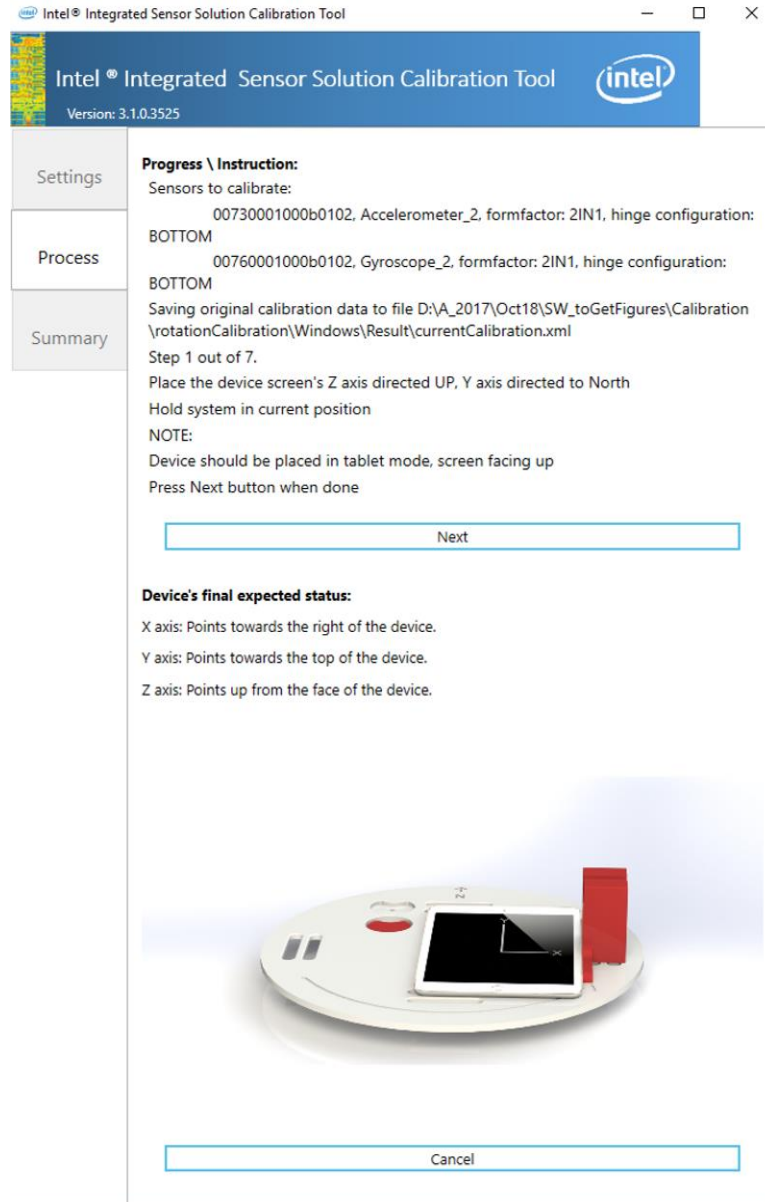 Intel® Integrated Sensor Solution Calibration Tool
Intel ® Integrated Sensor Solution Calibration Tool
intel
Version: 3.1.0.3525
Settings
Process
Summary
Progress \ Instruction:
Sensors to calibrate:
00730001000b0102, Accelerometer_2, formfactor: 2IN1, hinge configuration:
BOTTOM
00760001000b0102, Gyroscope_2, formfactor: 2IN1, hinge configuration:
BOTTOM
Saving original calibration data to file D:\A_2017\Oct18\SW_toGetFigures\Calibration
\rotationCalibration\Windows\Result\currentCalibration.xml
Step 1 out of 7.
Place the device screen's Z axis directed UP, Y axis directed to North
Hold system in current position
NOTE:
Device should be placed in tablet mode, screen facing up
Press Next button when done
Next
Device's final expected status:
X axis: Points towards the right of the device.
Y axis: Points towards the top of the device.
Z axis: Points up from the face of the device.
Y
X
Cancel